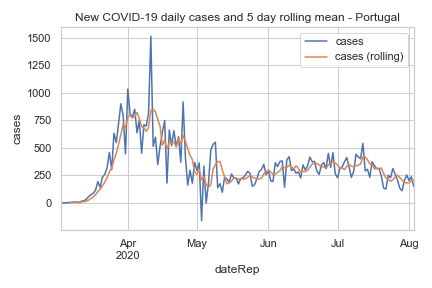 New COVID-19 daily cases and 5 day rolling mean - Portugal
cases
cases (rolling)
1500
1250
1000
750
500
250
0
cases
Apr
2020
May
Jun
Jul
Aug
dateRep